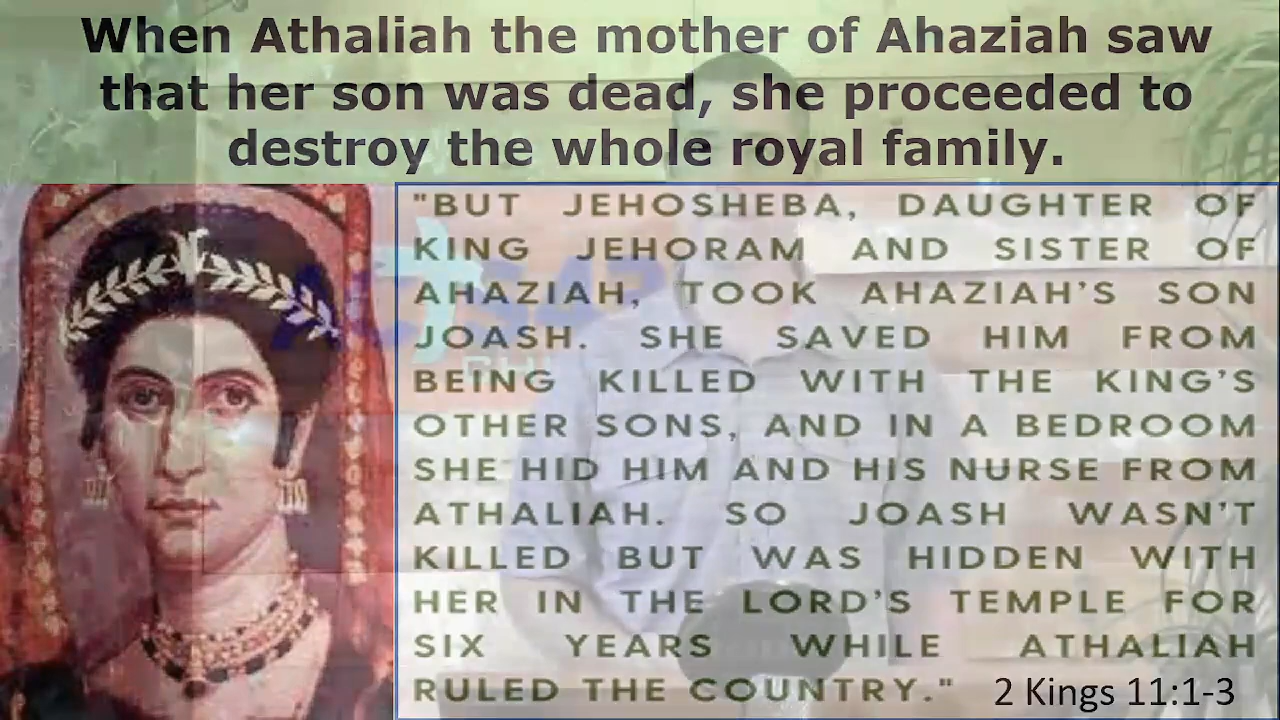 When Athaliah the mother of Ahaziah saw
that her son was dead, she proceeded to
destroy the whole royal family.
"BUT JEHOSHEBA, DAUGHTER OF
KING JEHORAM AND SISTER OF
AHAZIAH, TOOK AHAZIAH'S SON
JOASH. SHE SAVED HIM FROM
BEING KILLED WITH THE KING'S
OTHER SONS, AND IN A BEDROOM
SHE HID HIM AND HIS NURSE FROM
ATHALIAH. SO JOASH WASN'T
KILLED BUT WAS HIDDEN WITH
HER IN THE LORD'S TEMPLE FOR
SIX YEARS WHILE ATHALIAH
RULED THE COUNTRY." 2 Kings 11:1-3